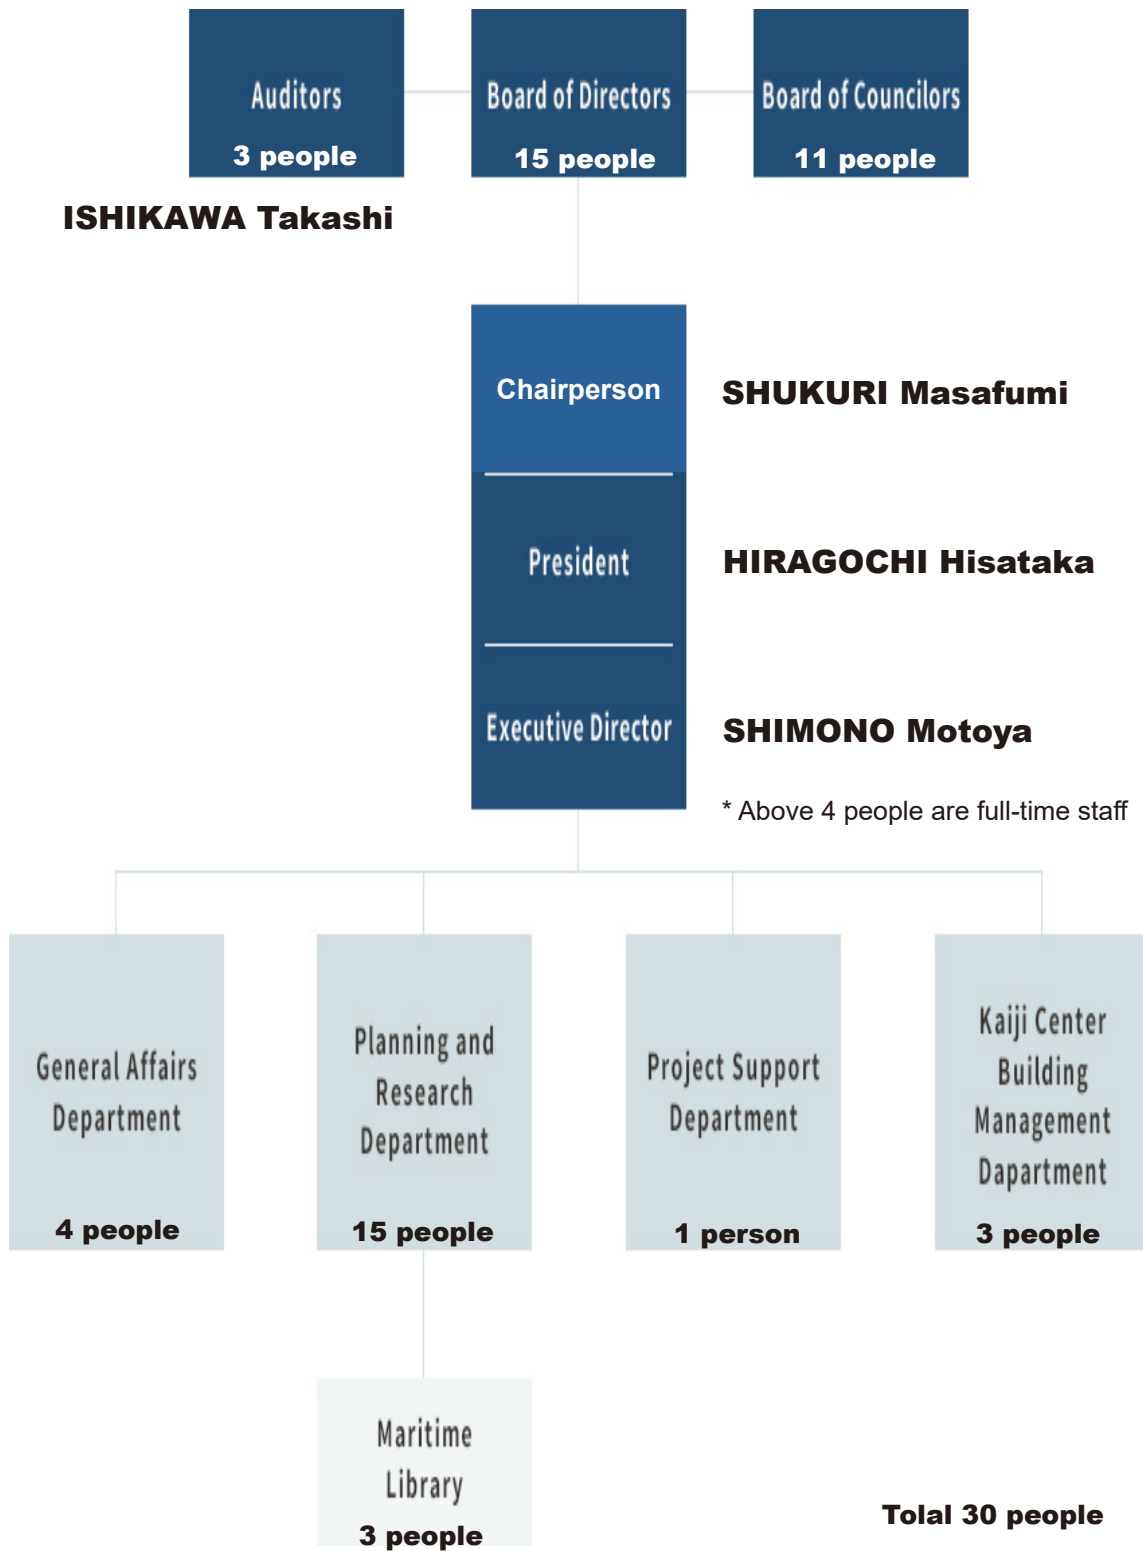 Auditors
3 people
Board of Directors
15 people
Board of Councilors
11 people
ISHIKAWA Takashi
Chairperson
SHUKURI Masafumi
President
HIRAGOCHI Hisataka
Executive Director
SHIMONO Motoya
* Above 4 people are full-time staff
General Affairs
Department
4 people
Planning and
Research
Department
15 people
Project Support
Department
1 person
Kaiji Center
Building
Management
Dapartment
3 people
Maritime
Library
3 people
Tolal 30 people